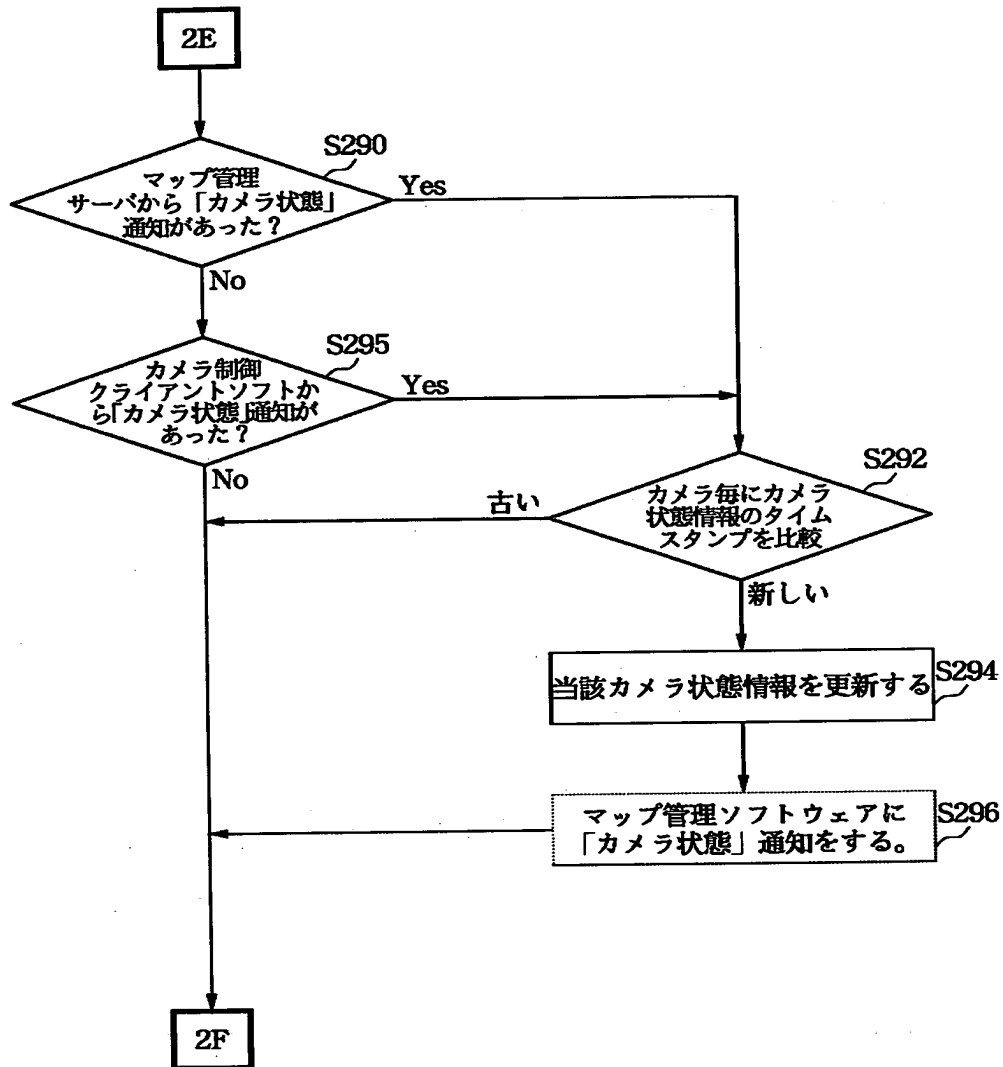 2E
S290
マップ管理
サーバから「カメラ状態」
通知があった？
Yes
No
S295
カメラ制御
クライアントソフトか
ら「カメラ状態」通知が
あった？
Yes
No
S292
カメラ毎にカメラ
状態情報のタイム
スタンプを比較
古い
新しい
当該カメラ状態情報を更新する
S294
マップ管理ソフトウェアに
「カメラ状態」通知をする。
S296
2F